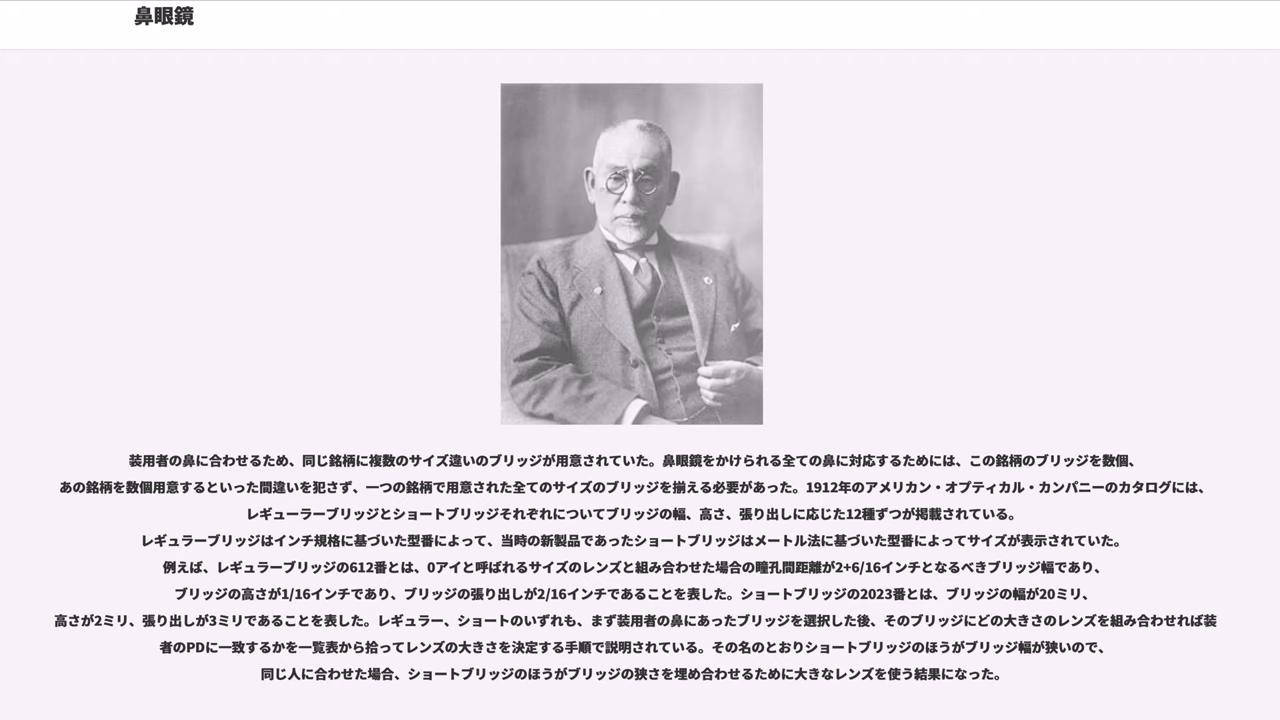 鼻眼鏡
装用者の鼻に合わせるため、同じ銘柄に複数のサイズ違いのブリッジが用意されていた。鼻眼鏡をかけられる全ての鼻に対応するためには、この銘柄のブリッジを数個、
あの銘柄を数個用意するといった間違いを犯さず、一つの銘柄で用意された全てのサイズのブリッジを揃える必要があった。1912年のアメリカン・オプティカル・カンパニーのカタログには、
レギューラーブリッジとショートブリッジそれぞれについてブリッジの幅、高さ、張り出しに応じた12種ずつが掲載されている。
レギュラーブリッジはインチ規格に基づいた型番によって、当時の新製品であったショートブリッジはメートル法に基づいた型番によってサイズが表示されていた。
例えば、レギュラーブリッジの612番とは、0アイと呼ばれるサイズのレンズと組み合わせた場合の瞳孔間距離が2+6/16インチとなるべきブリッジ幅であり、
ブリッジの高さが1/16インチであり、ブリッジの張り出しが2/16インチであることを表した。ショートブリッジの2023番とは、ブリッジの幅が20ミリ、
高さが2ミリ、張り出しが3ミリであることを表した。レギュラー、ショートのいずれも、まず装用者の鼻にあったブリッジを選択した後、そのブリッジにどの大きさのレンズを組み合わせれば装
者のPDに一致するかを一覧表から拾ってレンズの大きさを決定する手順で説明されている。その名のとおりショートブリッジのほうがブリッジ幅が狭いので、
同じ人に合わせた場合、ショートブリッジのほうがブリッジの狭さを埋め合わせるために大きなレンズを使う結果になった。